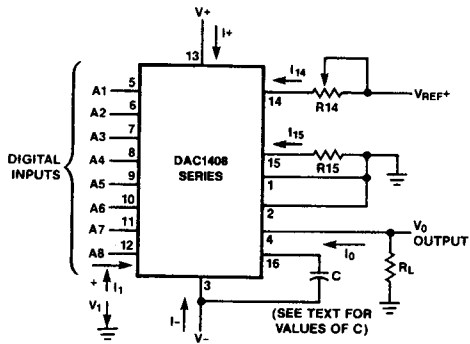 V+
I+
13
A1 5
A2 6
A3 7
A4 8
A5 9
A6 10
A7 11
A8 12
DIGITAL
INPUTS
DAC1408
SERIES
I14
14
R14
VREF+
I15
15
R15
1
2
4
V0
OUTPUT
I0
16
C
RL
+
I1
V1
3
I−
V−
(SEE TEXT FOR
VALUES OF C)